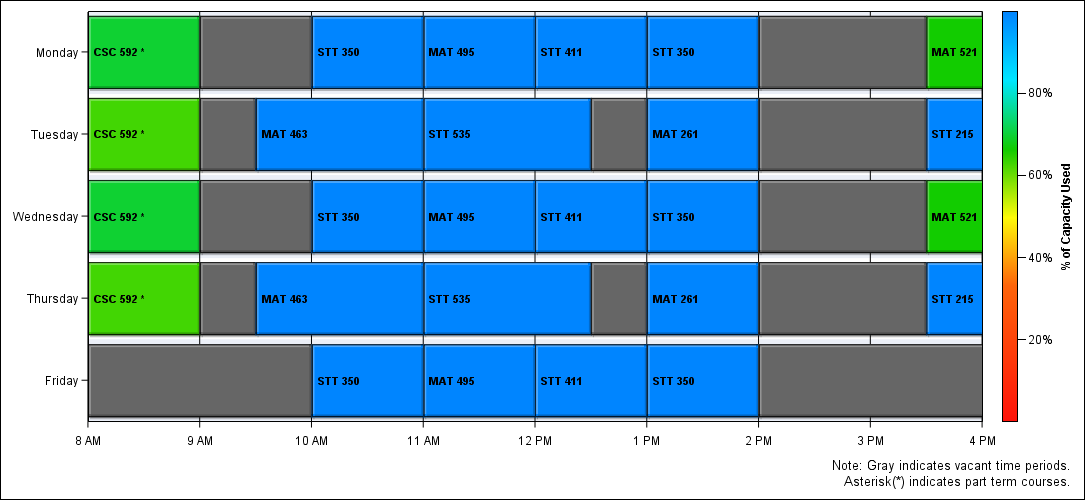 Monday
CSC 592 *
STT 350
MAT 495
STT 411
STT 350
MAT 521
Tuesday
CSC 592 *
MAT 463
STT 535
MAT 261
STT 215
Wednesday
CSC 592 *
STT 350
MAT 495
STT 411
STT 350
MAT 521
Thursday
CSC 592 *
MAT 463
STT 535
MAT 261
STT 215
Friday
STT 350
MAT 495
STT 411
STT 350
8 AM
9 AM
10 AM
11 AM
12 PM
1 PM
2 PM
3 PM
4 PM
80%
60%
40%
20%
% of Capacity Used
Note: Gray indicates vacant time periods.
Asterisk(*) indicates part term courses.